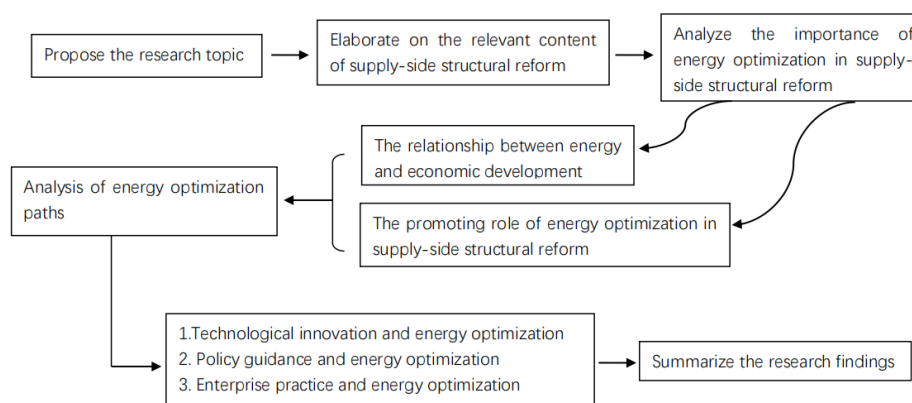 Propose the research topic
Elaborate on the relevant content
of supply-side structural reform
Analyze the importance of
energy optimization in supply-
side structural reform
The relationship between energy
and economic development
The promoting role of energy optimization in
supply-side structural reform
Analysis of energy optimization
paths
1.Technological innovation and energy optimization
2. Policy guidance and energy optimization
3. Enterprise practice and energy optimization
Summarize the research findings